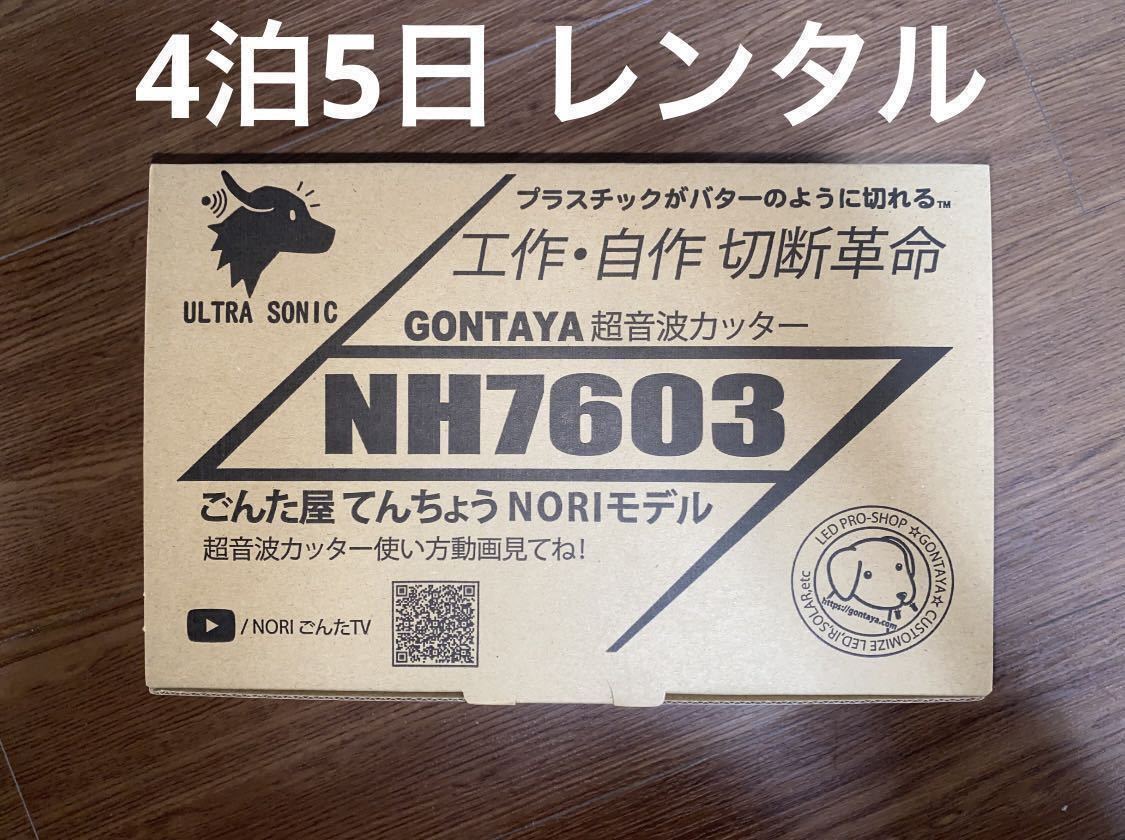 4泊5日 レンタル
プラスチックがバターのように切れる™
工作・自作 切断革命
ULTRA SONIC
GONTAYA 超音波カッター
NH7603
ごんた屋 てんちょう NORIモデル
超音波カッター使い方動画見てね!
/ NORI ごんたTV
LED PRO-SHOP ☆GONTAYA☆ CUSTOMIZE LED,IR,SOLAR,etc
https://gontaya.com